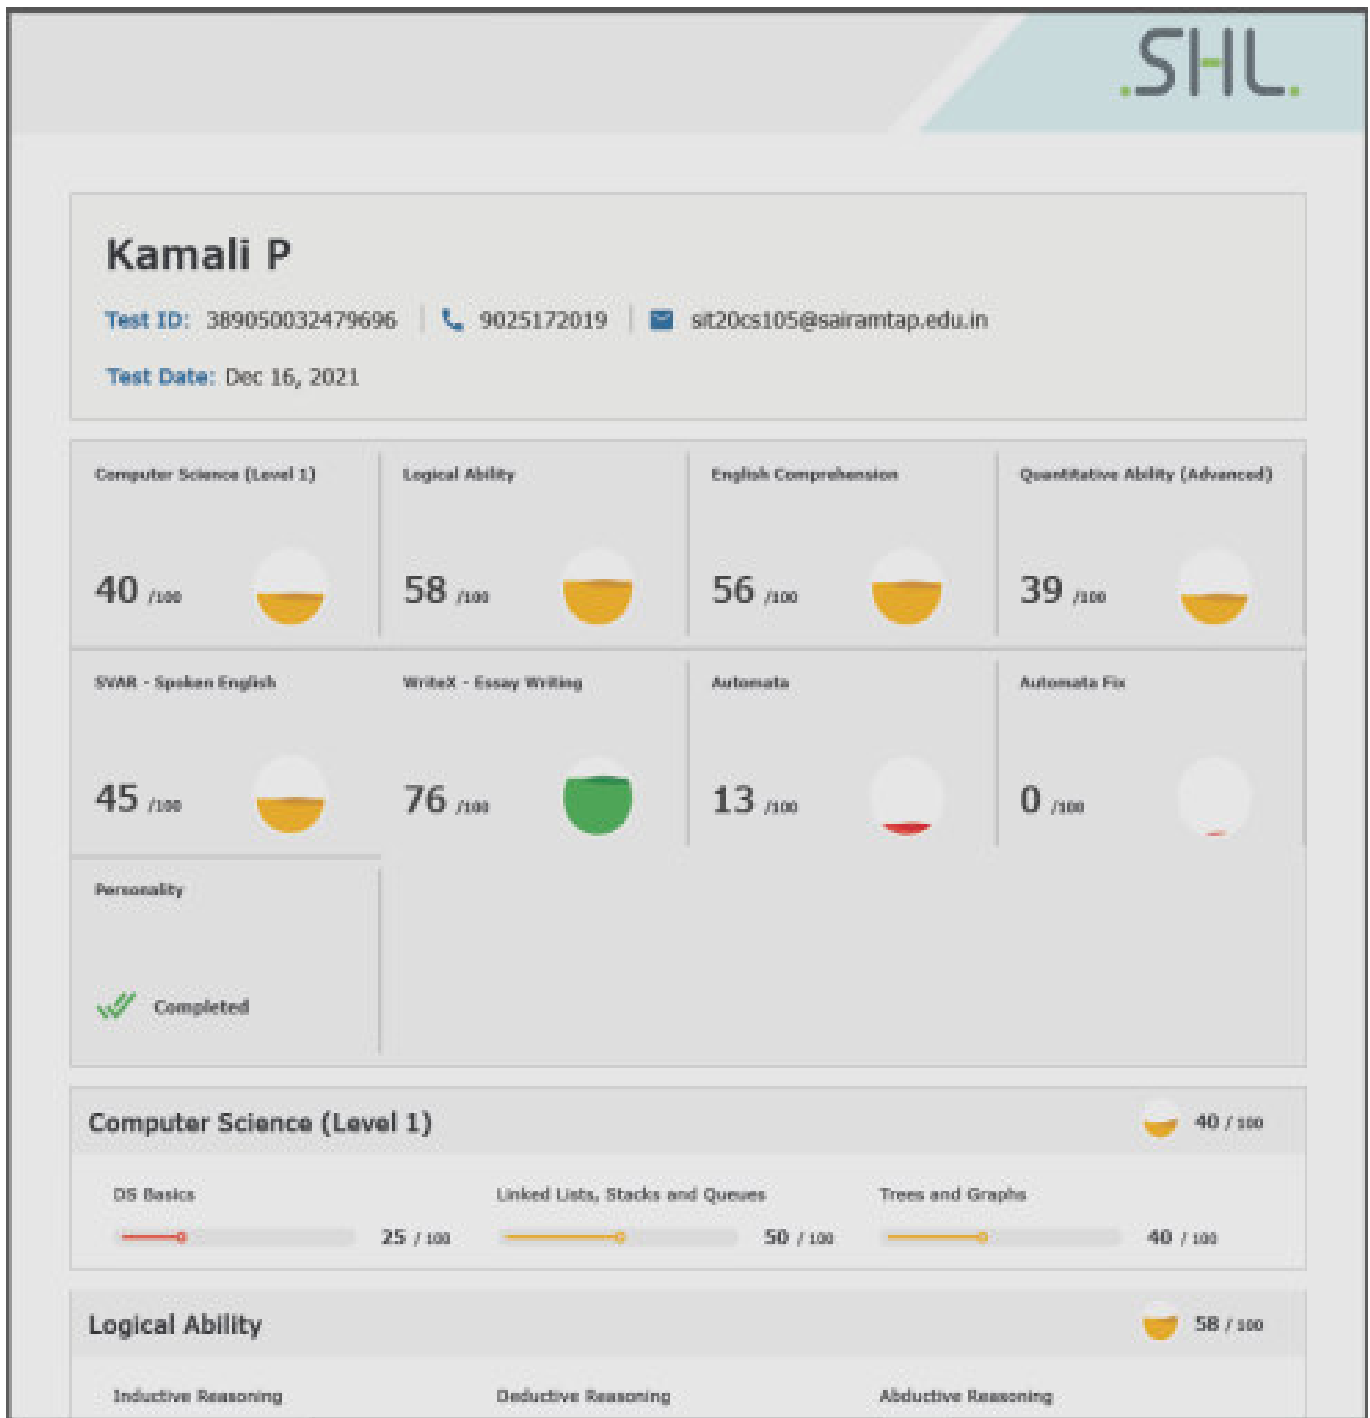 .SHL.
Kamali P
Test ID: 389050032479696 9025172019 sit20cs105@sairamtap.edu.in
Test Date: Dec 16, 2021
Computer Science (Level 1) Logical Ability English Comprehension Quantitative Ability (Advanced)
40 /100 58 /100 56 /100 39 /100
SVAR - Spoken English WriteX - Essay Writing Automata Automata Fix
45 /100 76 /100 13 /100 0 /100
Personality
Completed
Computer Science (Level 1) 40 / 100
DS Basics Linked Lists, Stacks and Queues Trees and Graphs
25 / 100 50 / 100 40 / 100
Logical Ability 58 / 100
Inductive Reasoning Deductive Reasoning Abductive Reasoning